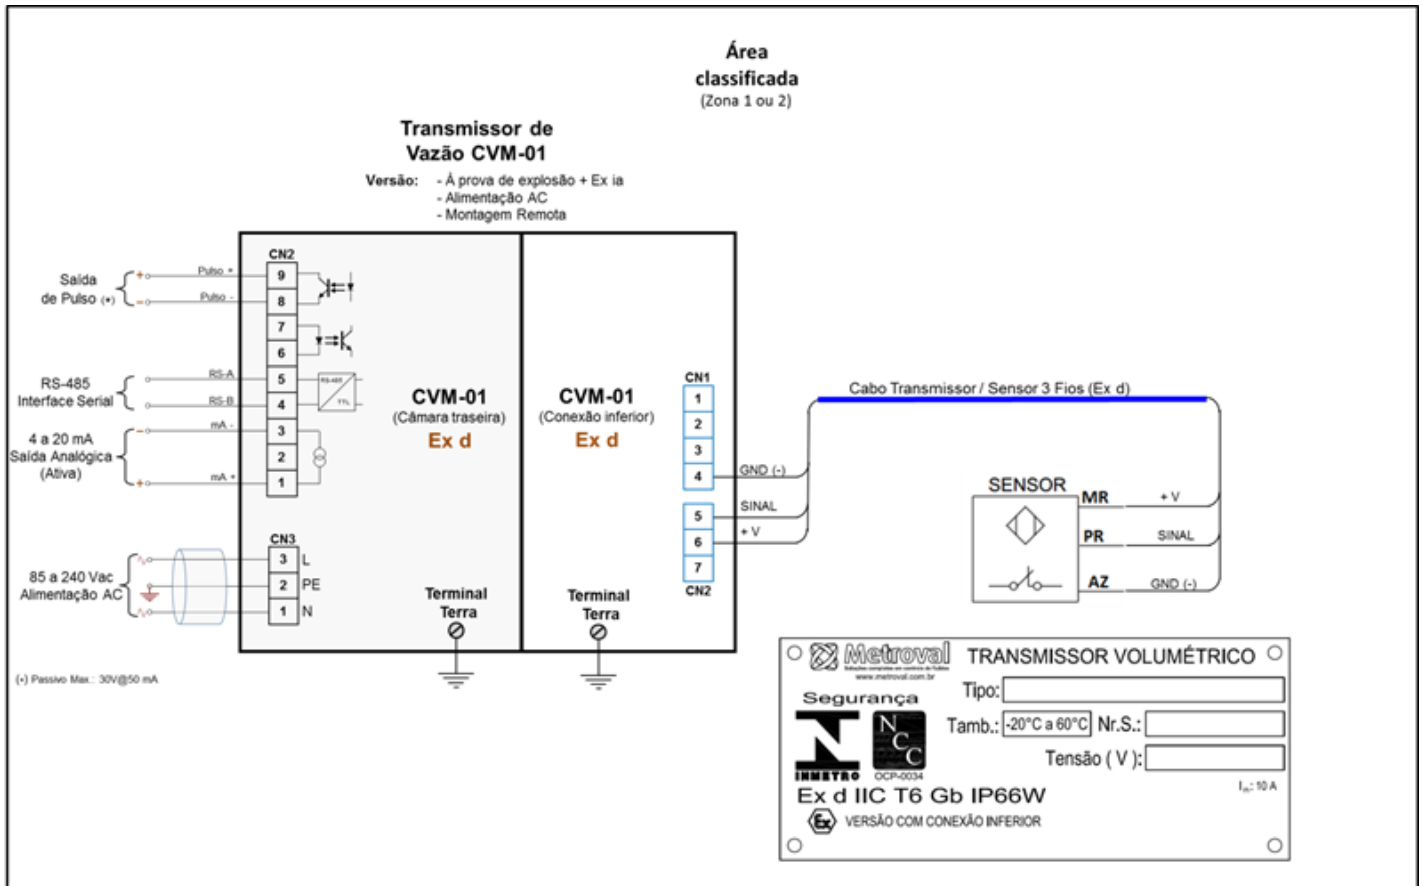 Área
classificada
(Zona 1 ou 2)
Transmissor de
Vazão CVM-01
Versão: - À prova de explosão + Ex ia
- Alimentação AC
- Montagem Remota
CN2
Saída
de Pulso (*)
+
-
Pulso +
Pulso -
9
8
7
6
RS-485
Interface Serial
RS-A
RS-B
5
4
RS-485
TTL
4 a 20 mA
Saída Analógica
(Ativa)
-
+
mA -
mA +
3
2
1
CN3
85 a 240 Vac
Alimentação AC
3 L
2 PE
1 N
CVM-01
(Câmara traseira)
Ex d
Terminal
Terra
CVM-01
(Conexão inferior)
Ex d
Terminal
Terra
CN1
1
2
3
4
GND (-)
5
SINAL
6
+ V
7
CN2
Cabo Transmissor / Sensor 3 Fios (Ex d)
SENSOR
MR + V
PR SINAL
AZ GND (-)
(*) Passivo Max.: 30V@50 mA
Metroval
www.metroval.com.br
TRANSMISSOR VOLUMÉTRICO
Segurança
INMETRO
NCC
OCP-0034
Tipo:
Tamb.: -20°C a 60°C Nr.S.:
Tensão ( V ):
Im: 10 A
Ex d IIC T6 Gb IP66W
Ex VERSÃO COM CONEXÃO INFERIOR